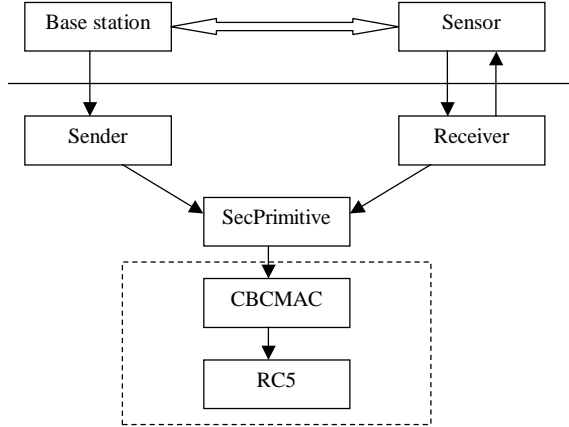 Base station
Sensor
Sender
Receiver
SecPrimitive
CBCMAC
RC5